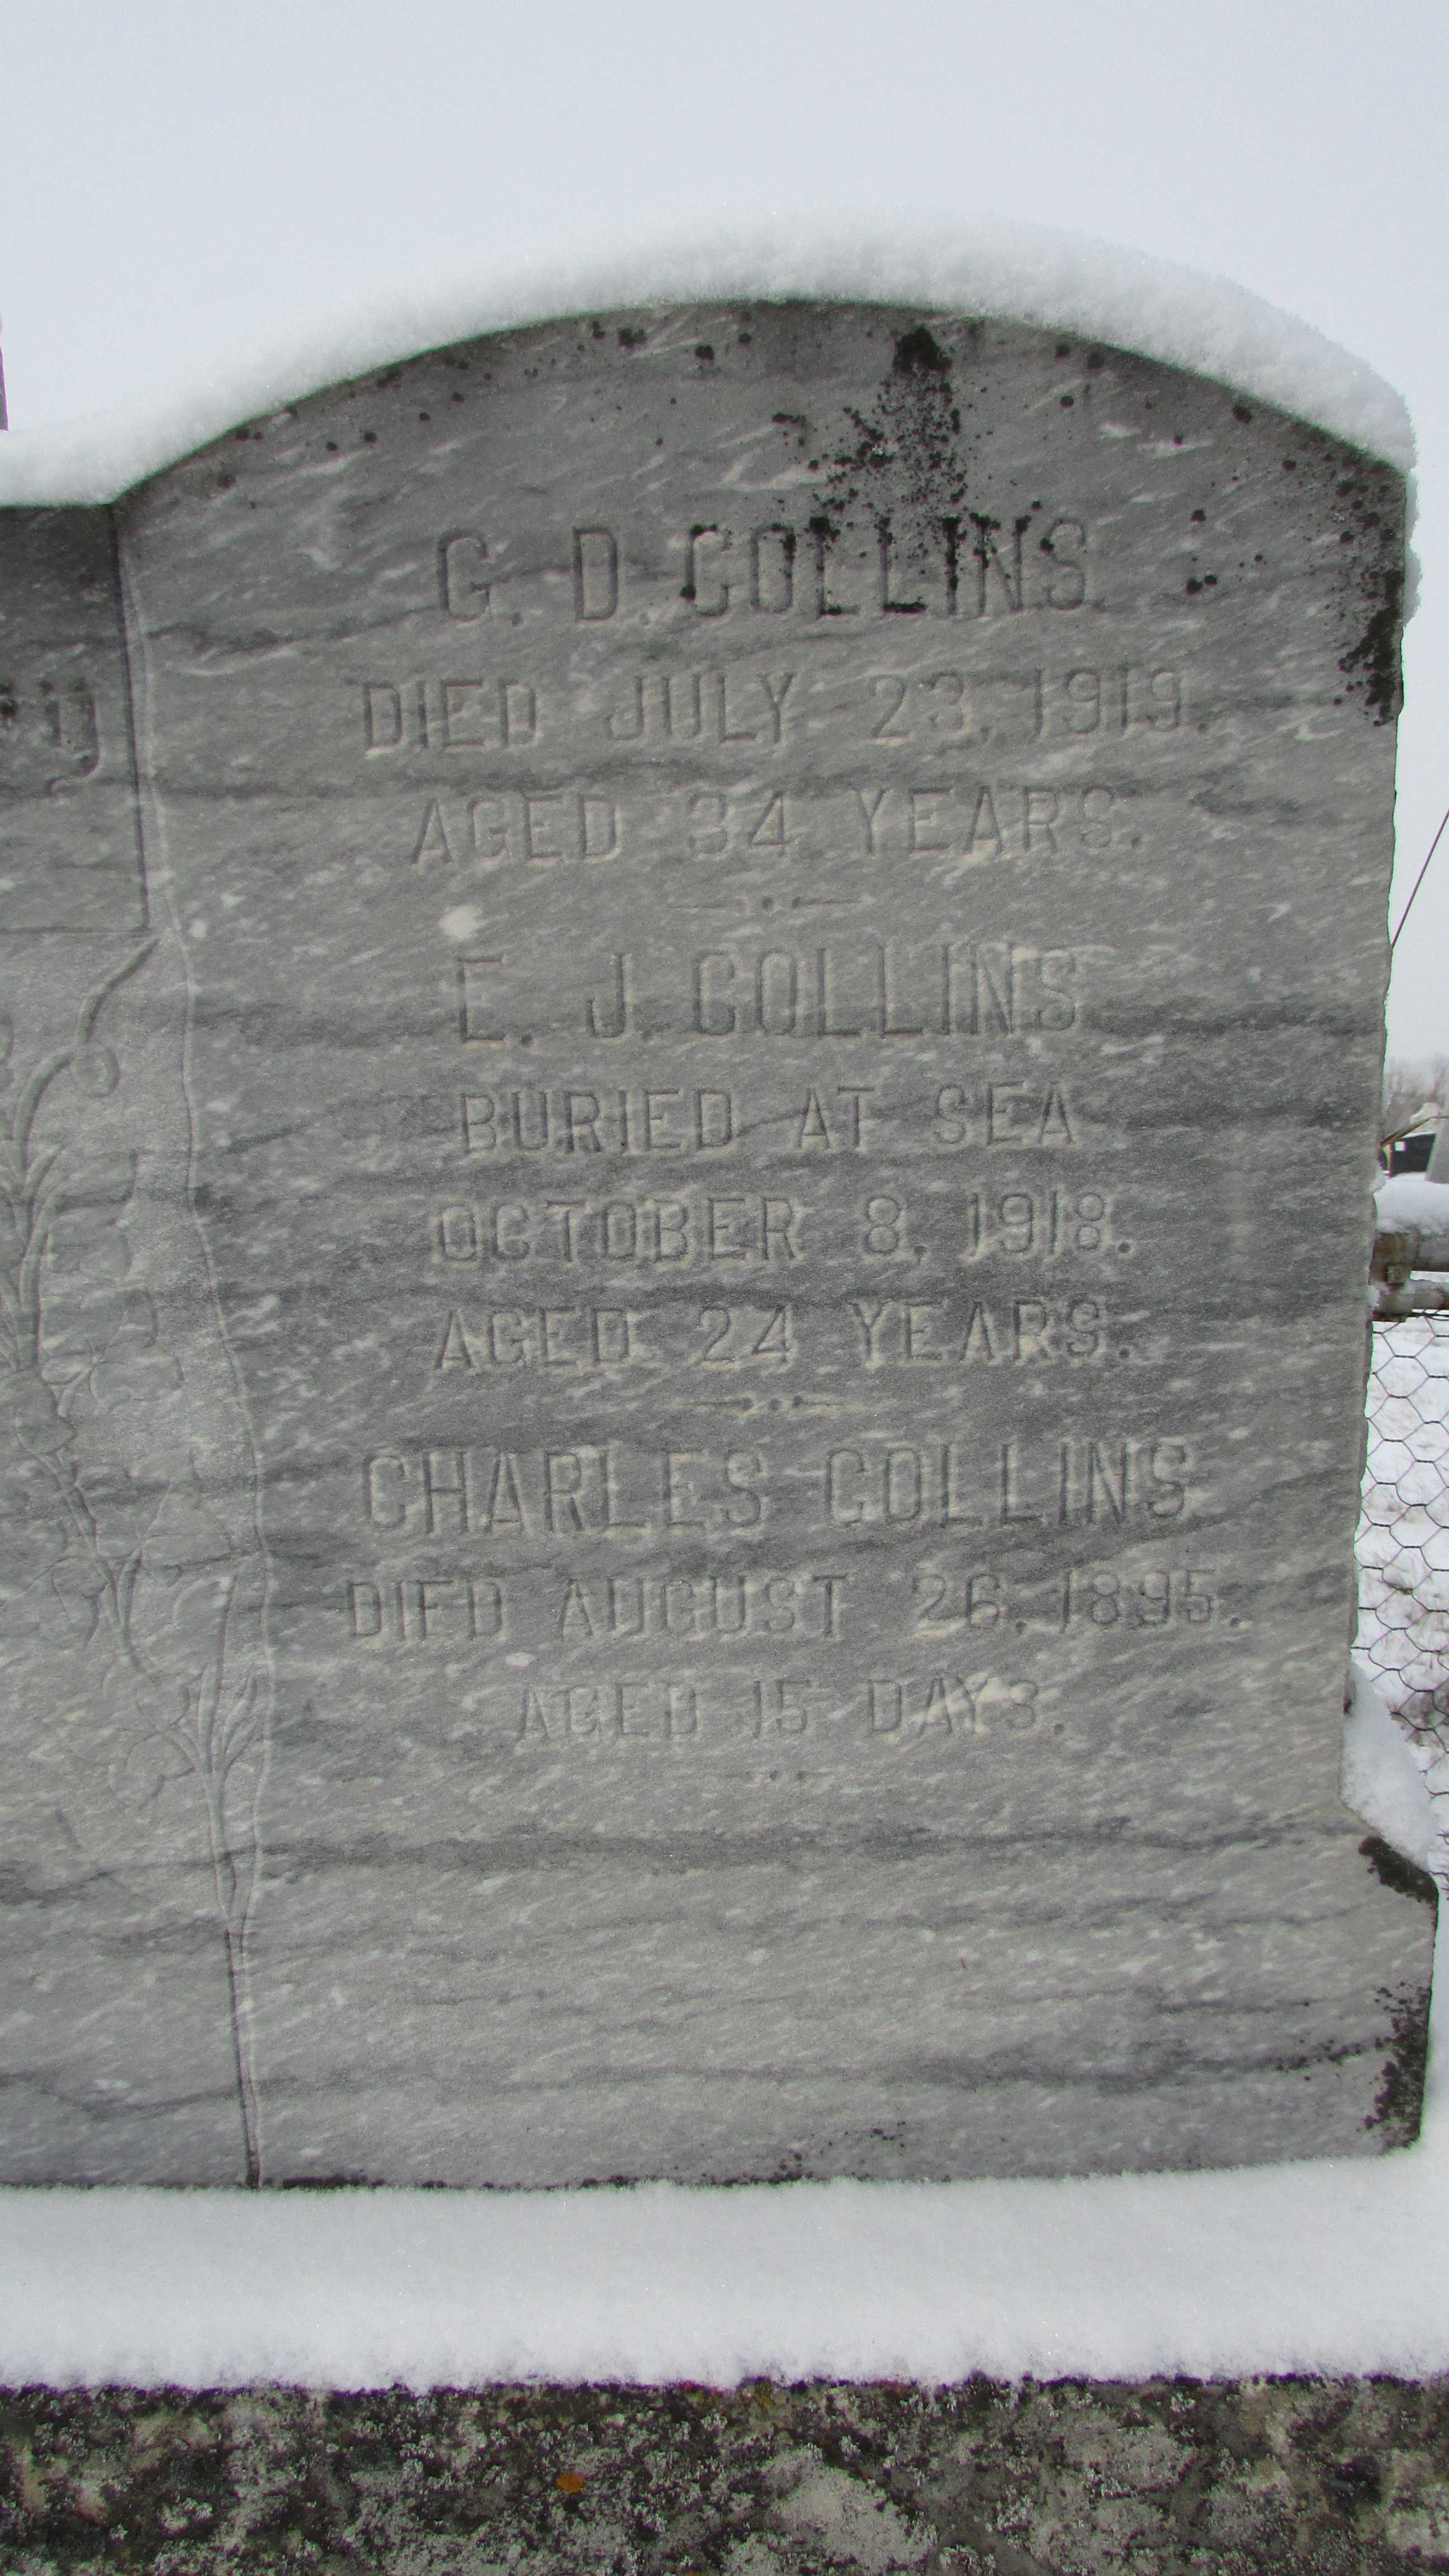 G. D. COLLINS.
DIED JULY 23, 1919.
AGED 34 YEARS.
E. J. COLLINS
BURIED AT SEA
OCTOBER 8, 1918.
AGED 24 YEARS.
CHARLES COLLINS
DIED AUGUST 26, 1895.
AGED 15 DAYS.